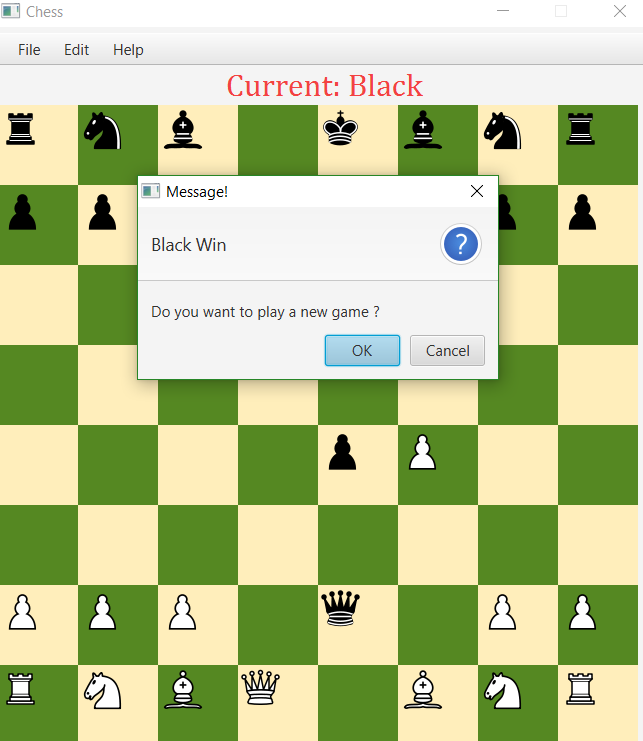 Chess
File Edit Help
Current: Black
Message!
Black Win
?
Do you want to play a new game ?
OK Cancel